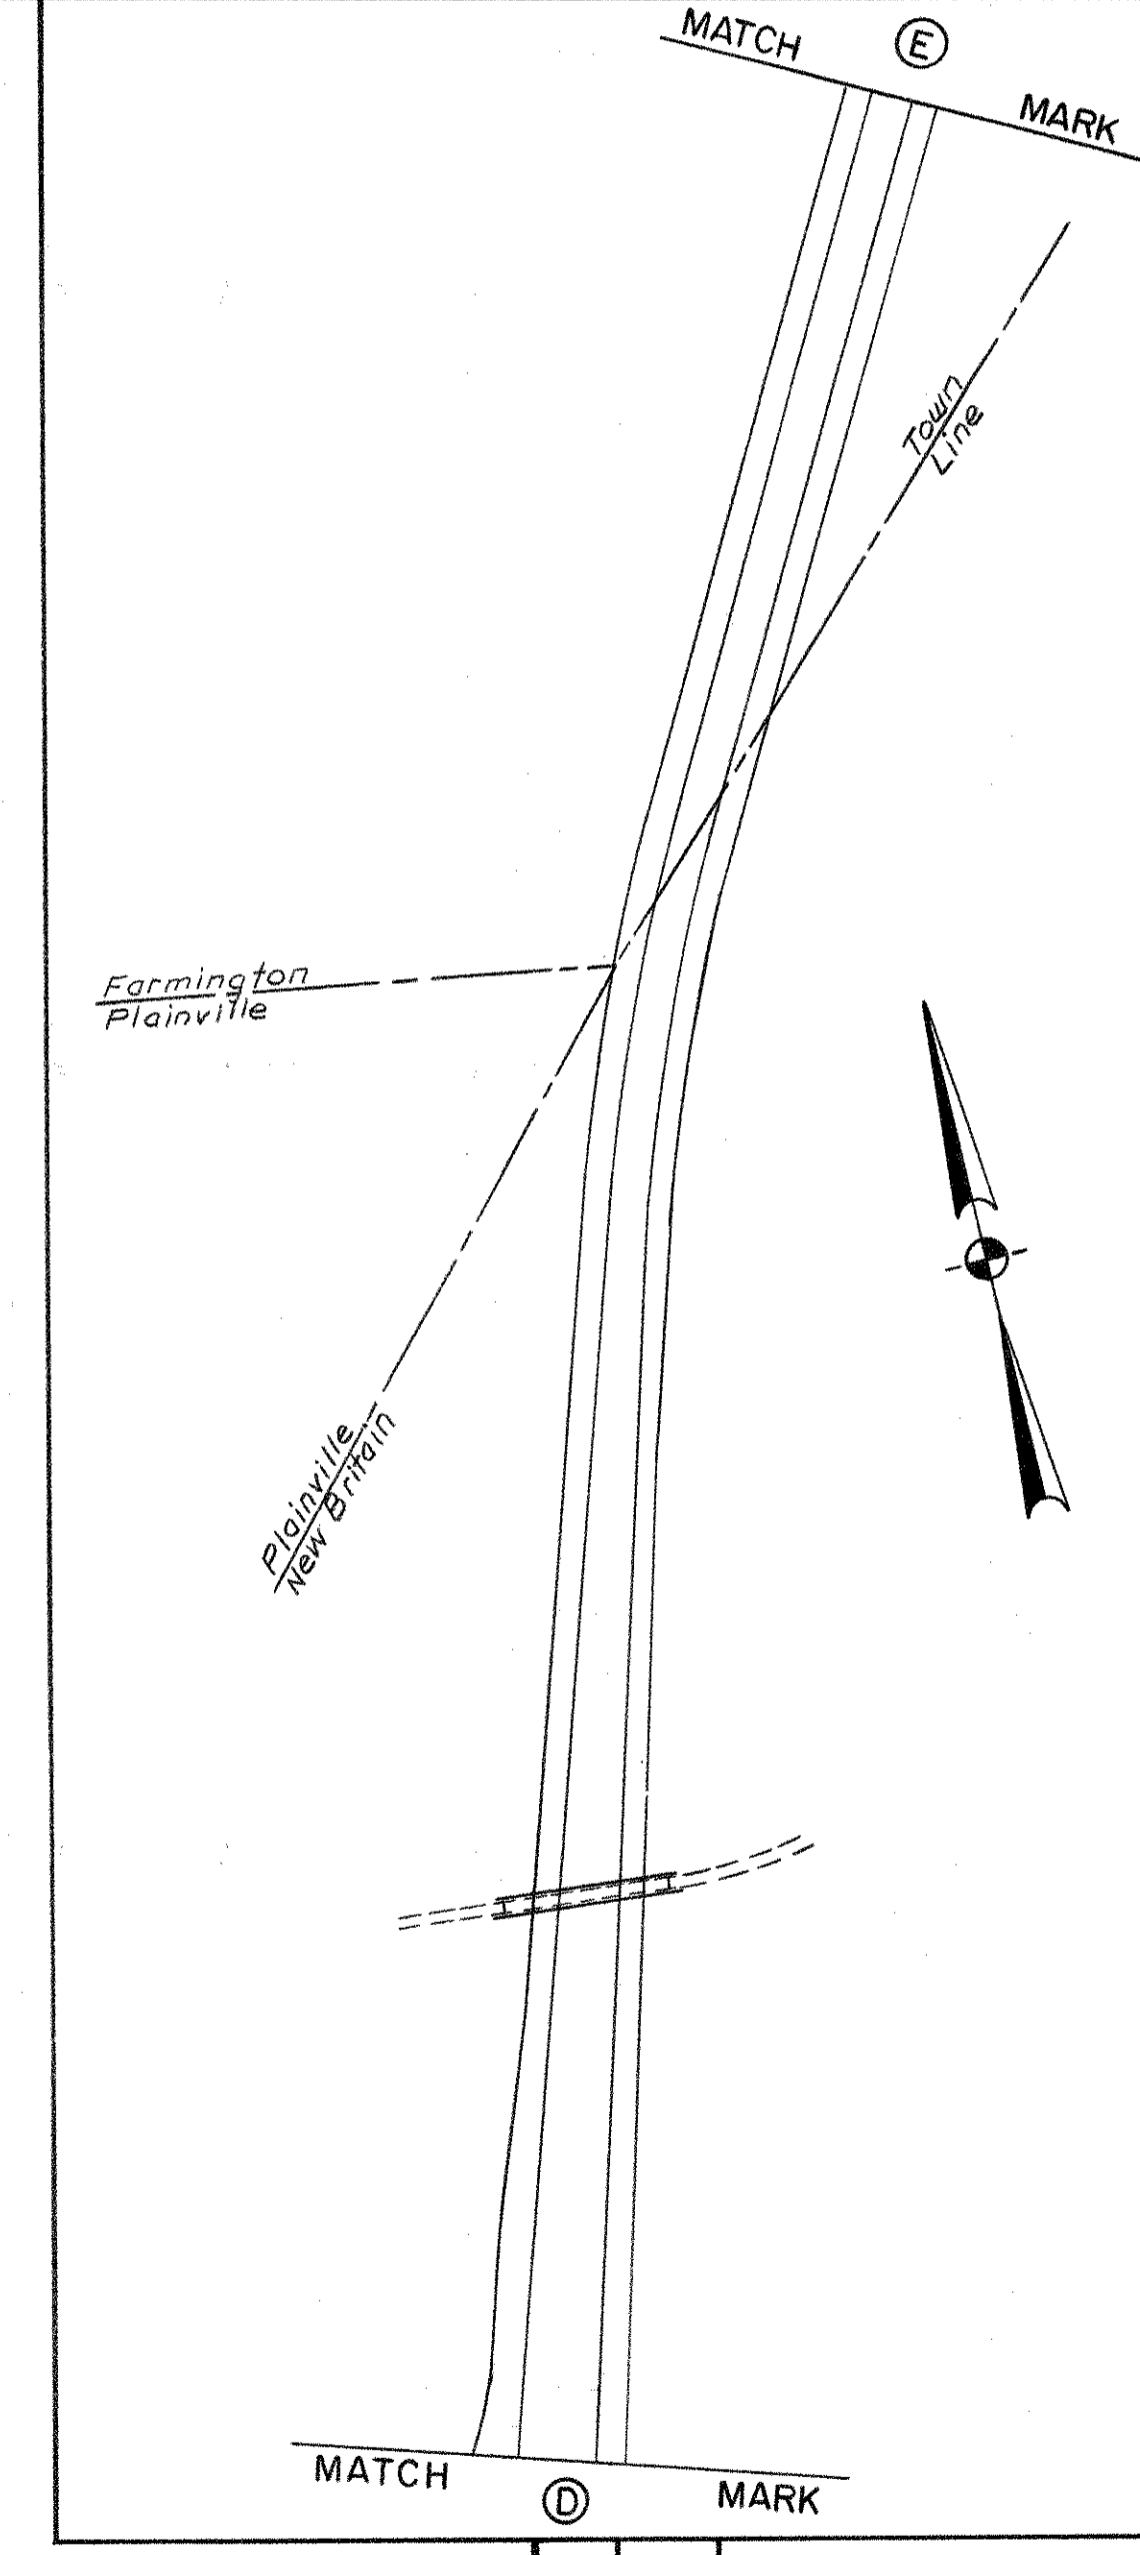 MATCH E MARK
Town
Line
Farmington
Plainville
Plainville
New Britain
MATCH D MARK